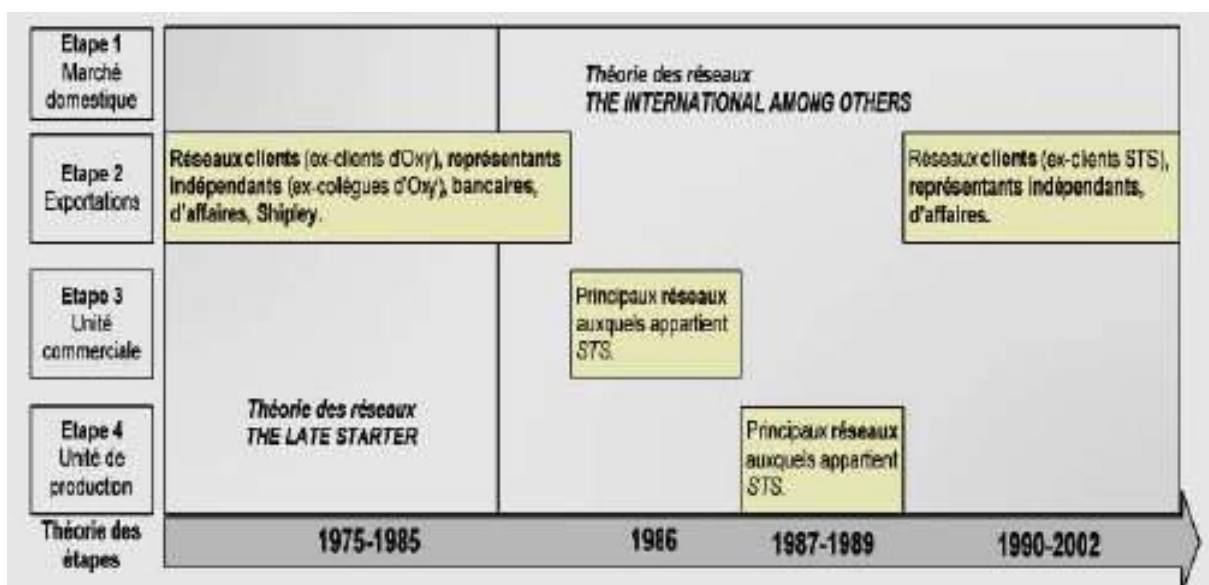 Etape 1
Marché
domestique
Théorie des réseaux
THE INTERNATIONAL AMONG OTHERS
Etape 2
Exportations
Réseaux clients (ex-clients d'Oxy), représentants
indépendants (ex-colègues d'Oxy), bancaires,
d'affaires, Shipley.
Réseaux clients (ex-clients STS),
représentants indépendants,
d'affaires.
Etape 3
Unité
commerciale
Principaux réseaux
auxquels appartient
STS.
Théorie des réseaux
THE LATE STARTER
Etape 4
Unité de
production
Principaux réseaux
auxquels appartient
STS.
Théorie des
étapes
1975-1985
1986
1987-1989
1990-2002